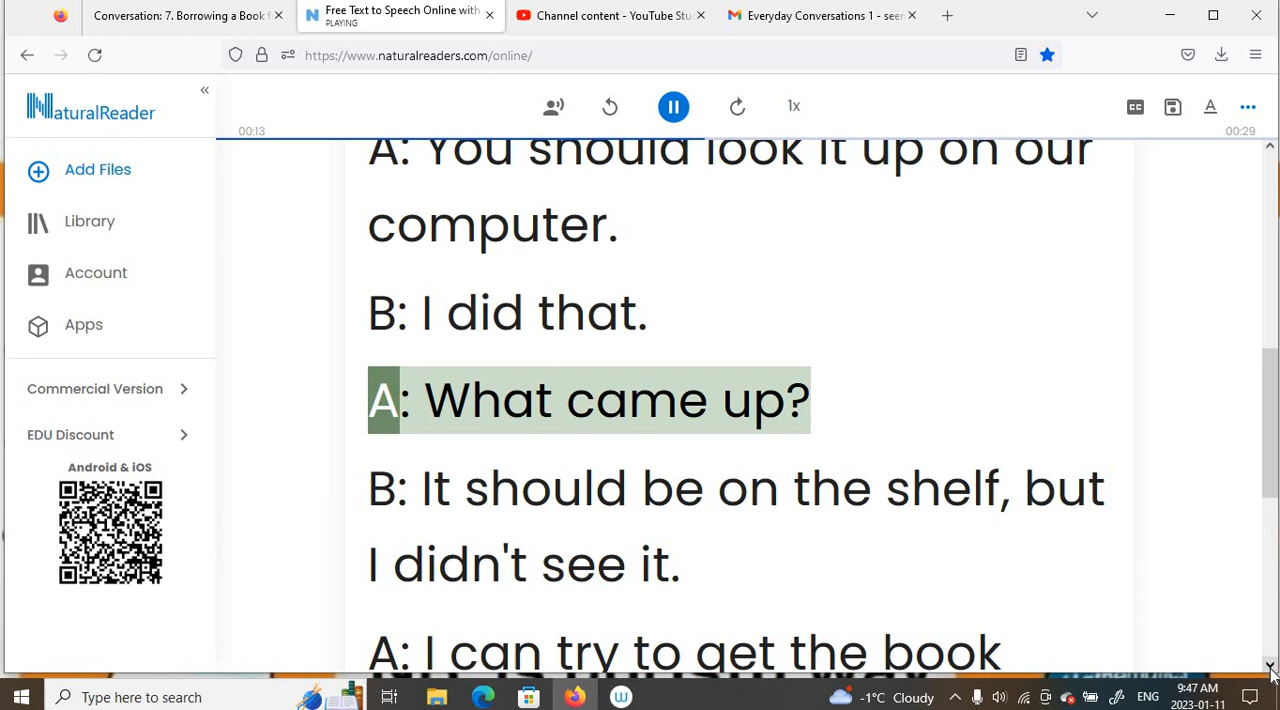 Conversation: 7. Borrowing a Book f
Free Text to Speech Online with
PLAYING
Channel content - YouTube Stu
Everyday Conversations 1 - seen
https://www.naturalreaders.com/online/
NaturalReader
Add Files
Library
Account
Apps
Commercial Version
EDU Discount
Android & iOS
00:13
1x
CC
A
00:29
A: You should look it up on our
computer.
B: I did that.
A: What came up?
B: It should be on the shelf, but
I didn't see it.
A: I can try to get the book
Type here to search
-1°C Cloudy
ENG
9:47 AM
2023-01-11